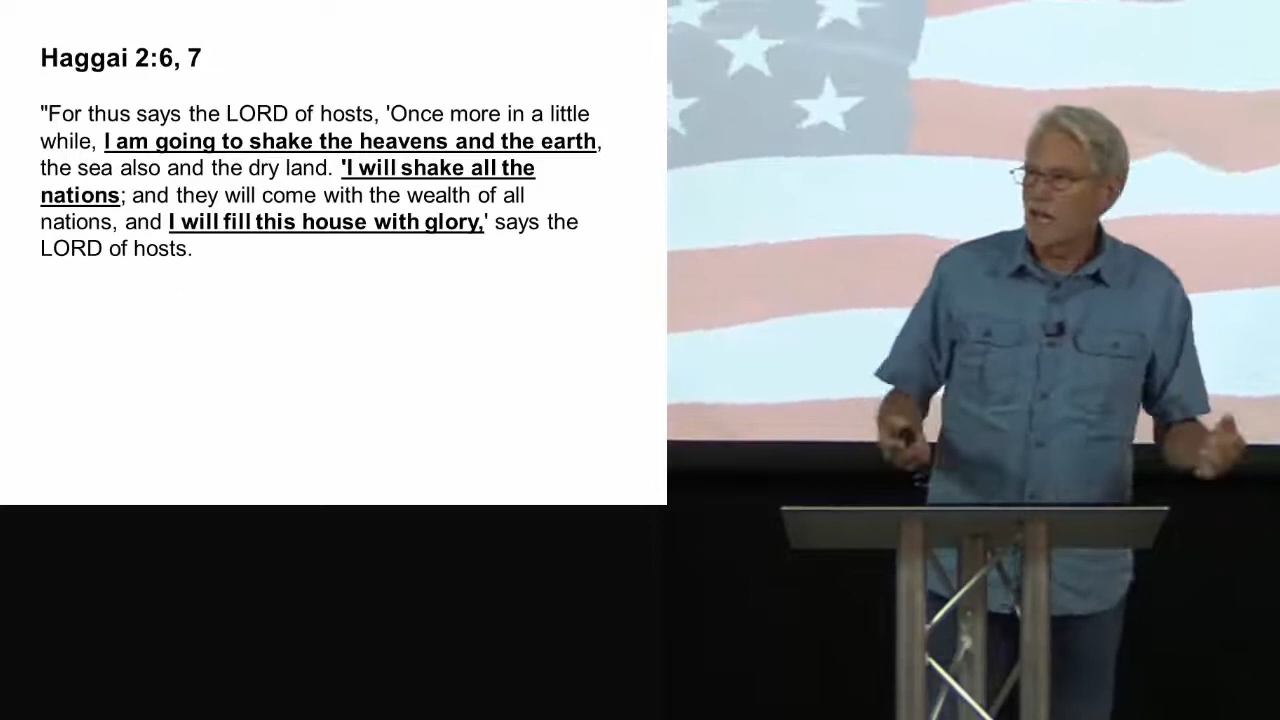 Haggai 2:6, 7
"For thus says the LORD of hosts, 'Once more in a little
while, I am going to shake the heavens and the earth,
the sea also and the dry land. 'I will shake all the
nations; and they will come with the wealth of all
nations, and I will fill this house with glory,' says the
LORD of hosts.